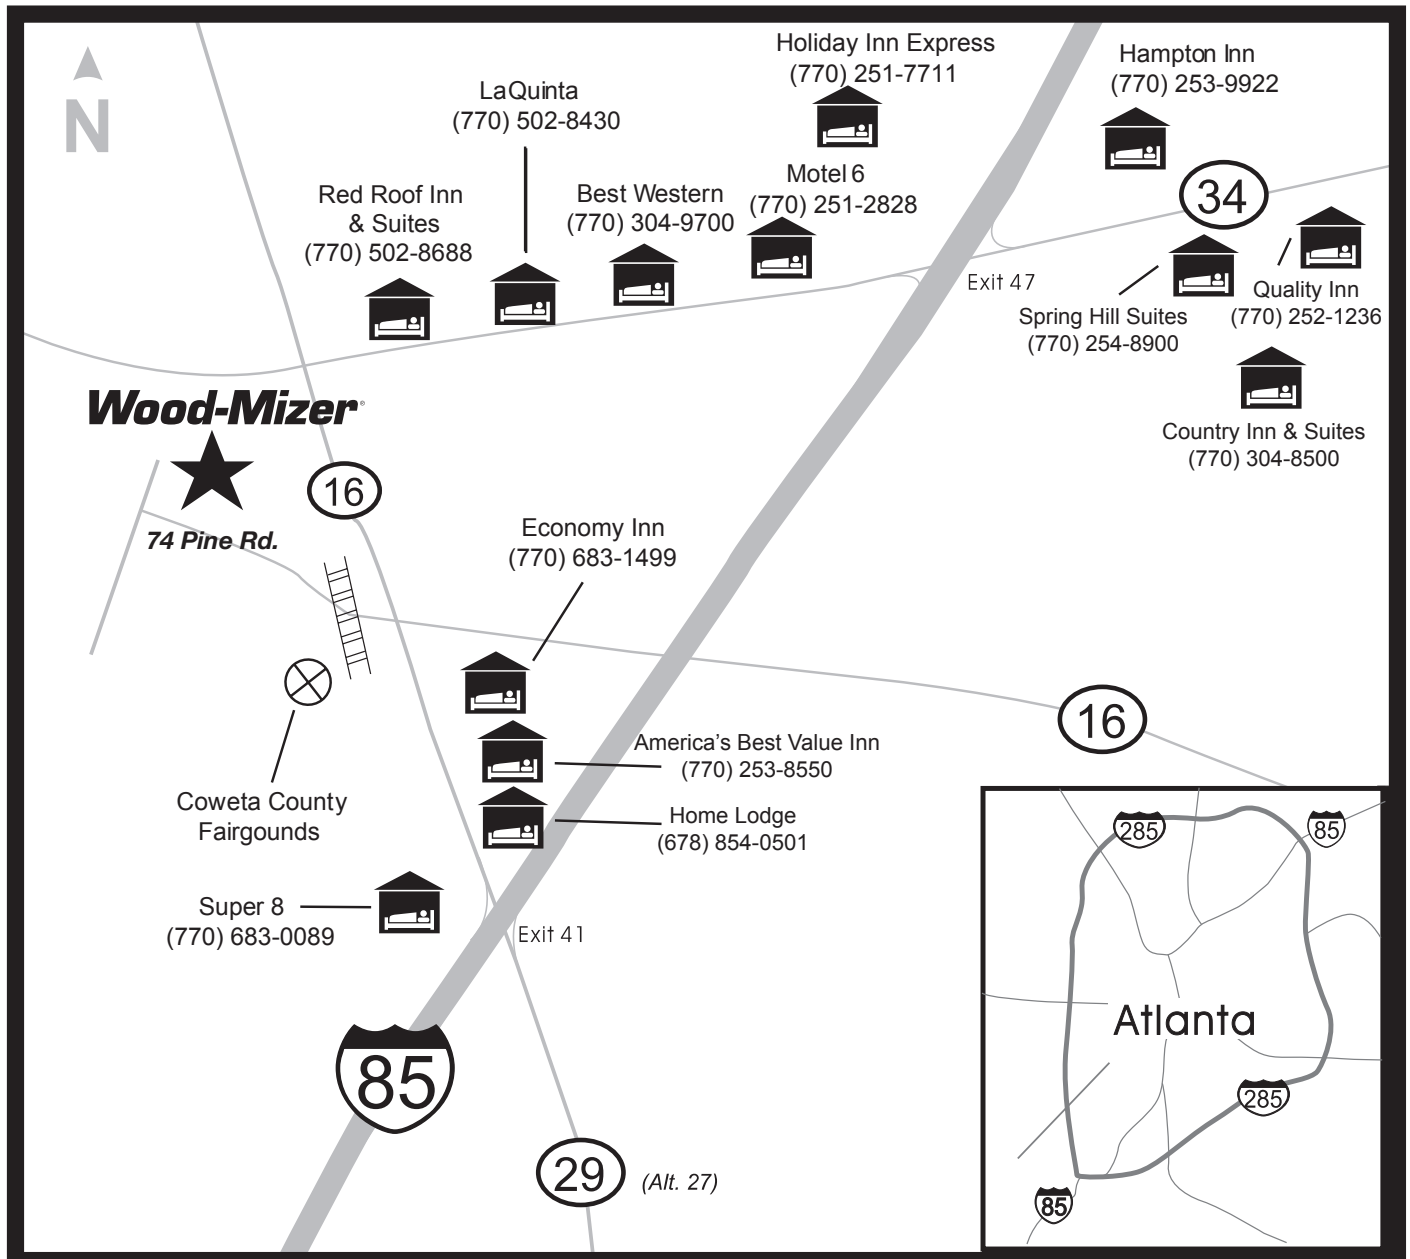 N
Holiday Inn Express
(770) 251-7711
Hampton Inn
(770) 253-9922
LaQuinta
(770) 502-8430
Motel 6
(770) 251-2828
Red Roof Inn
& Suites
(770) 502-8688
Best Western
(770) 304-9700
34
Exit 47
Quality Inn
(770) 252-1236
Spring Hill Suites
(770) 254-8900
Country Inn & Suites
(770) 304-8500
Wood-Mizer®
74 Pine Rd.
16
Economy Inn
(770) 683-1499
16
America's Best Value Inn
(770) 253-8550
Home Lodge
(678) 854-0501
Coweta County
Fairgounds
Super 8
(770) 683-0089
Exit 41
85
29
(Alt. 27)
285
85
Atlanta
285
85